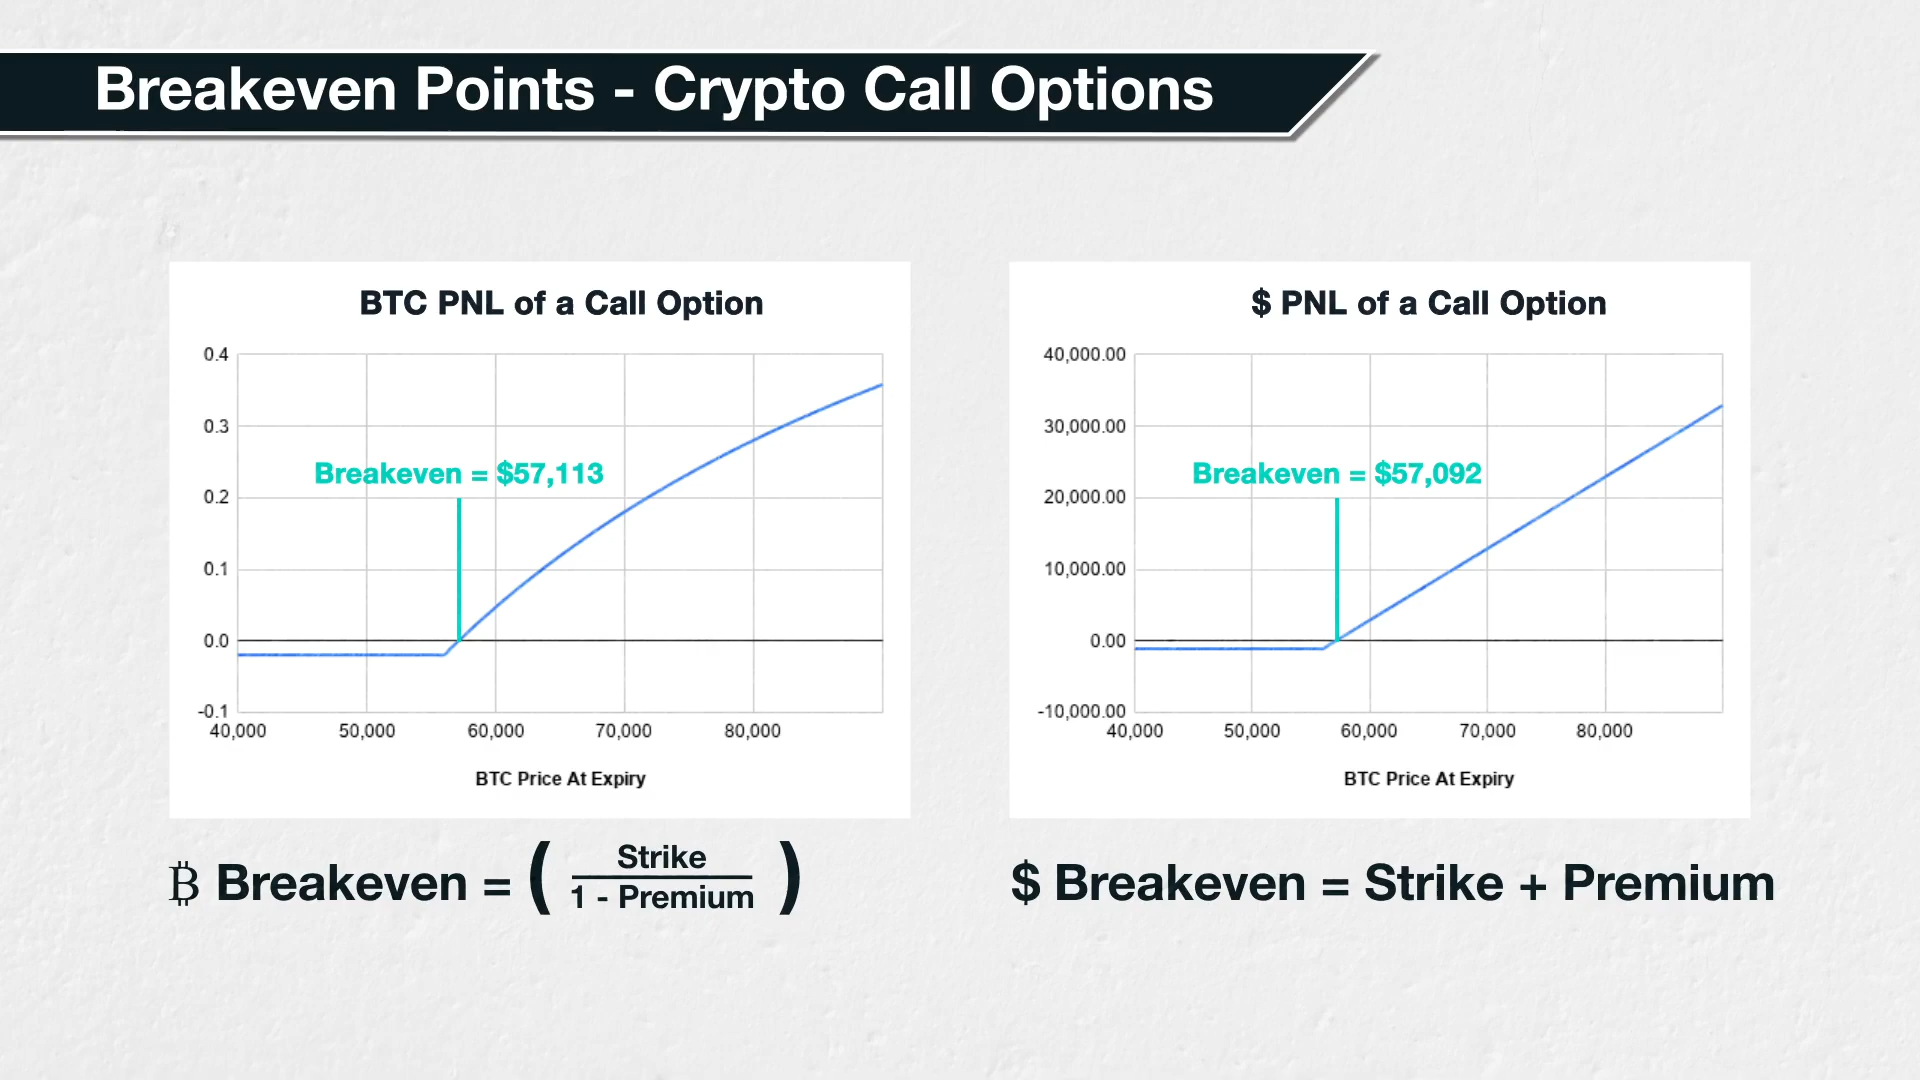 Breakeven Points - Crypto Call Options
BTC PNL of a Call Option
0.4
0.3
Breakeven = $57,113
0.2
0.1
0.0
-0.1
40,000 50,000 60,000 70,000 80,000
BTC Price At Expiry
₿ Breakeven = ( Strike
1 - Premium )
$ PNL of a Call Option
40,000.00
30,000.00
Breakeven = $57,092
20,000.00
10,000.00
0.00
-10,000.00
40,000 50,000 60,000 70,000 80,000
BTC Price At Expiry
$ Breakeven = Strike + Premium